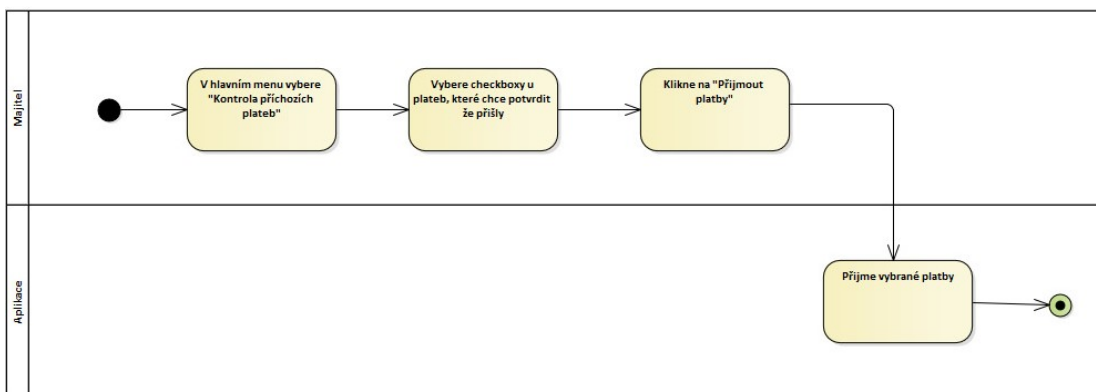 Majitel
V hlavním menu vybere
"Kontrola příchozích
plateb"
Vybere checkboxy u
plateb, které chce potvrdit
že přišly
Klikne na "Přijmout
platby"
Aplikace
Přijme vybrané platby